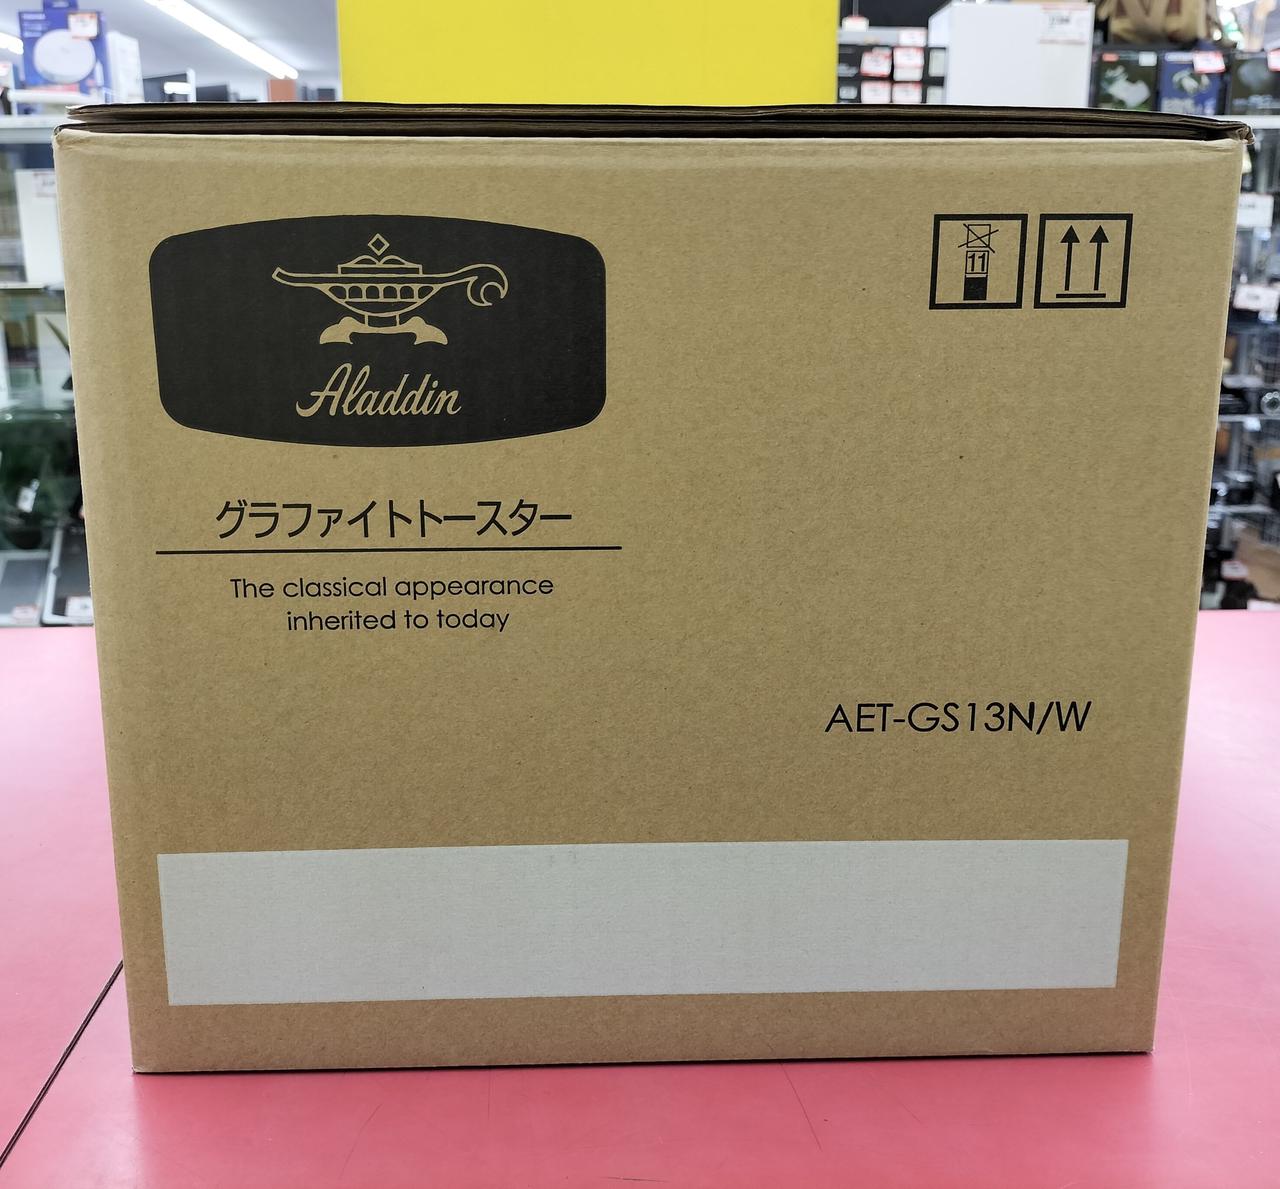 Aladdin
グラファイトトースター
The classical appearance
inherited to today
11
AET-GS13N/W